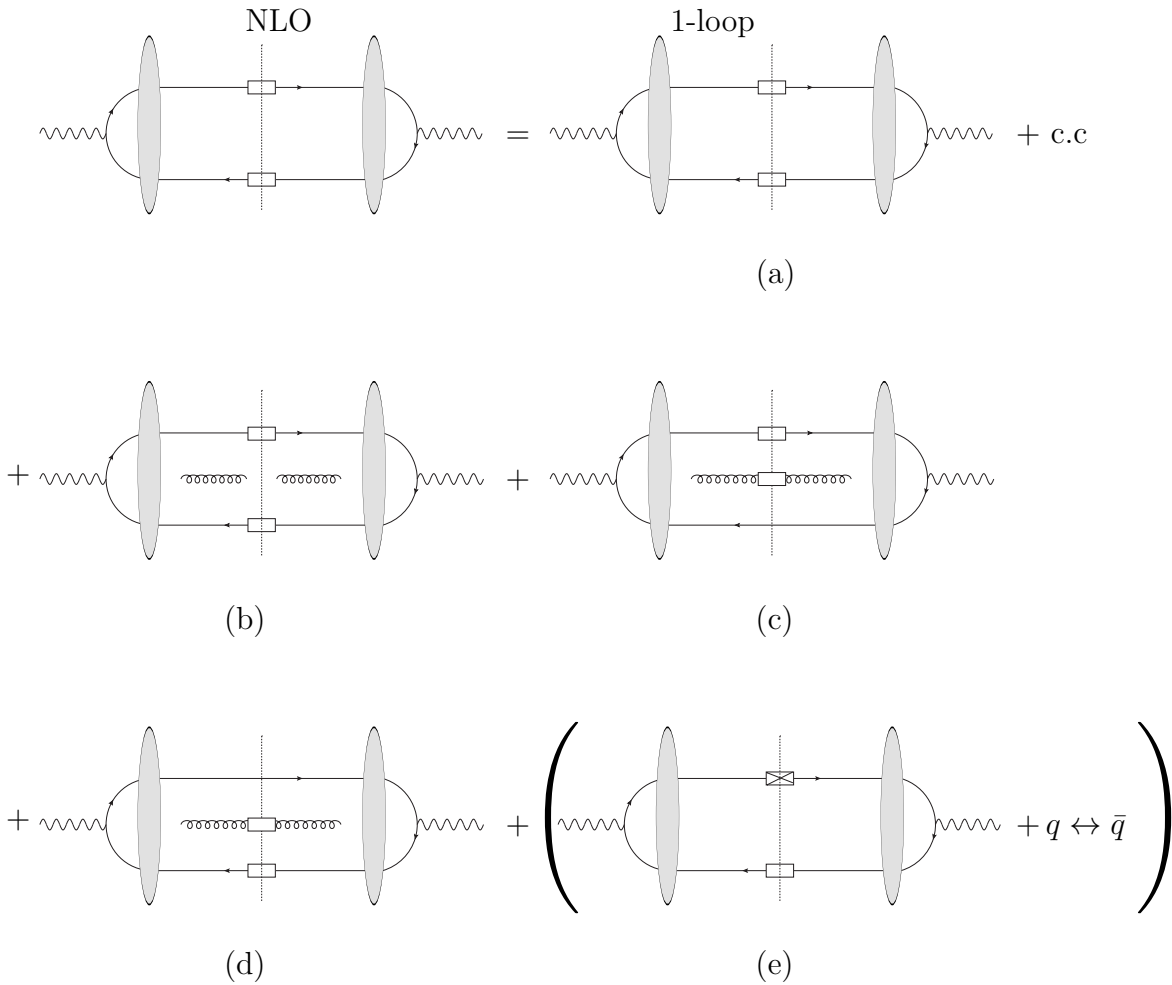 NLO 1-loop
= + c.c
(a)
+ +
(b) (c)
+ + ( + q ↔ q̄ )
(d) (e)